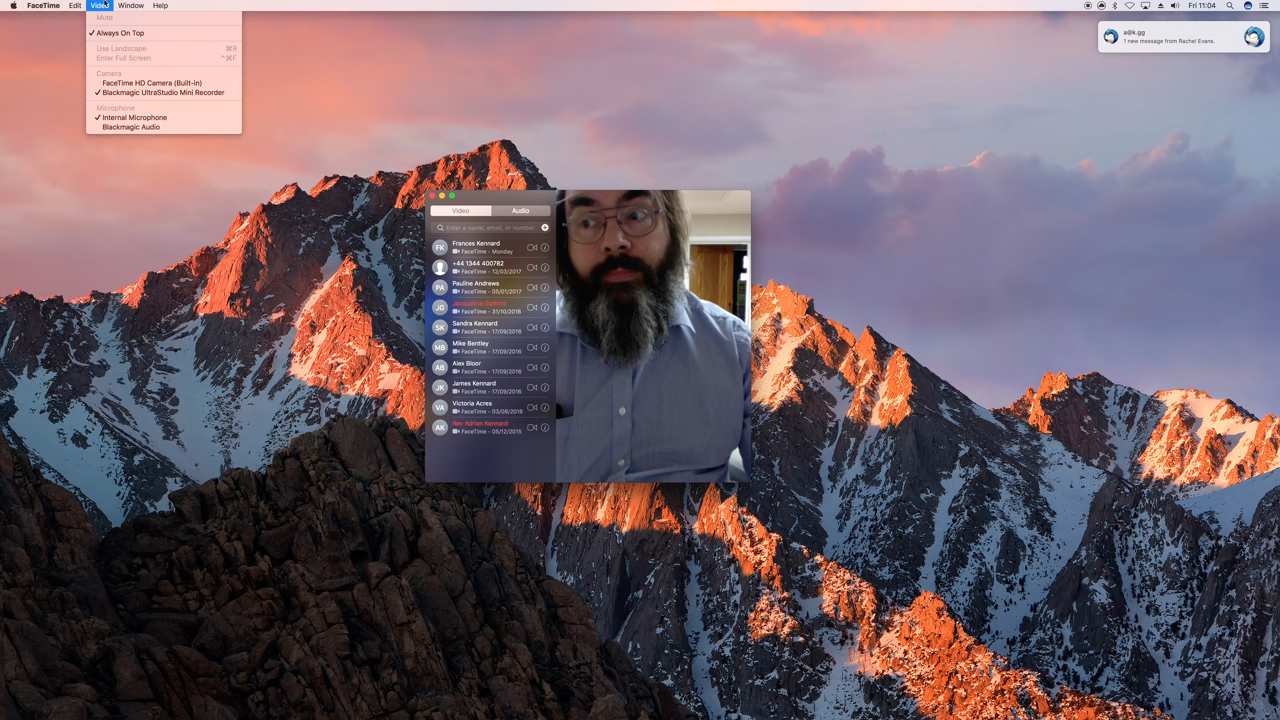 FaceTime Edit Video Window Help
Fri 11:04
Mute
Always On Top
Use Landscape ⌘R
Enter Full Screen ^⌘F
Camera
FaceTime HD Camera (Built-in)
Blackmagic UltraStudio Mini Recorder
Microphone
Internal Microphone
Blackmagic Audio
a@k.gg
1 new message from Rachel Evans.
Video Audio
Enter a name, email, or number
FK Frances Kennard
FaceTime - Monday
+44 1344 400782
FaceTime - 12/03/2017
PA Pauline Andrews
FaceTime - 05/01/2017
JG
FaceTime - 31/10/2016
SK Sandra Kennard
FaceTime - 17/09/2016
MB Mike Bentley
FaceTime - 17/09/2016
AB Alex Bloor
FaceTime - 17/09/2016
JK James Kennard
FaceTime - 17/09/2016
VA Victoria Acres
FaceTime - 03/08/2016
AK Rev Adrian Kennard
FaceTime - 05/12/2015